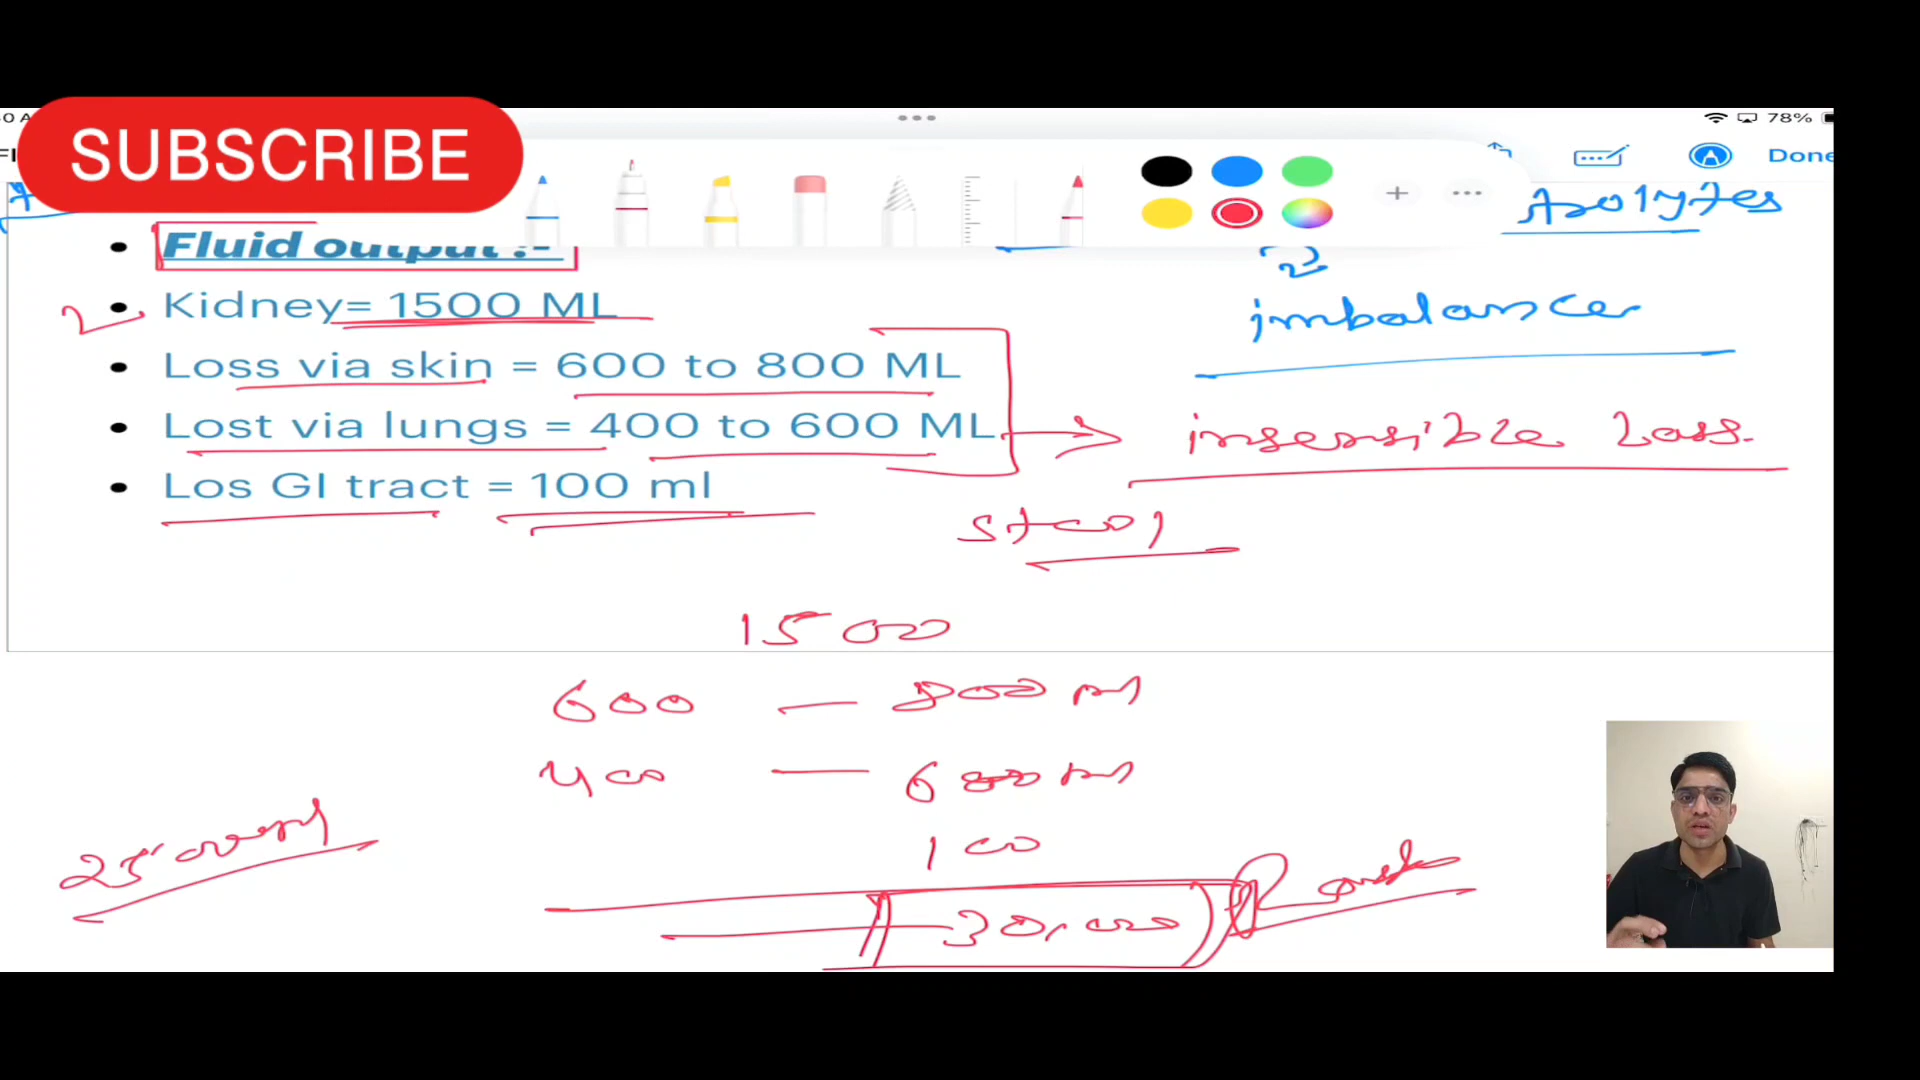 78%
SUBSCRIBE
Done
Fluid output :-
imbalances
Kidney= 1500 ML
Loss via skin = 600 to 800 ML
Lost via lungs = 400 to 600 ML
insensible Loss.
Los GI tract = 100 ml
stool
1500
600 — 800 ml
400 — 600 ml
100
2500 ml